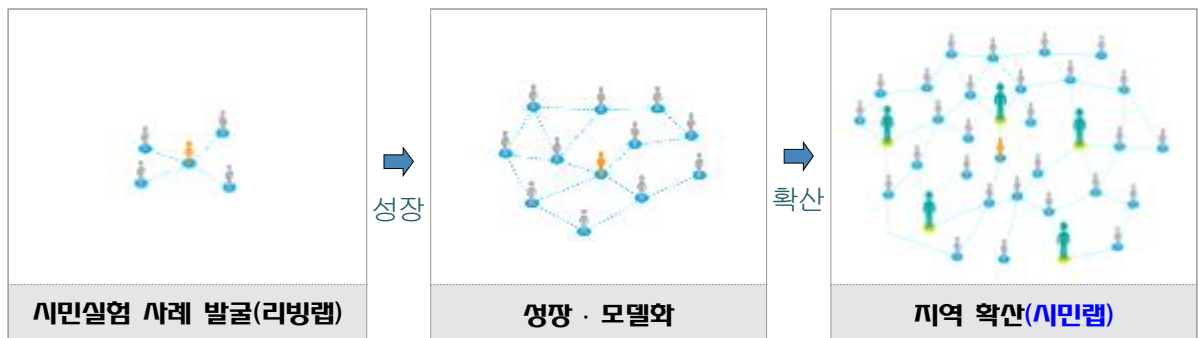 성장
확산
시민실험 사례 발굴(리빙랩)
성장 · 모델화
지역 확산(시민랩)